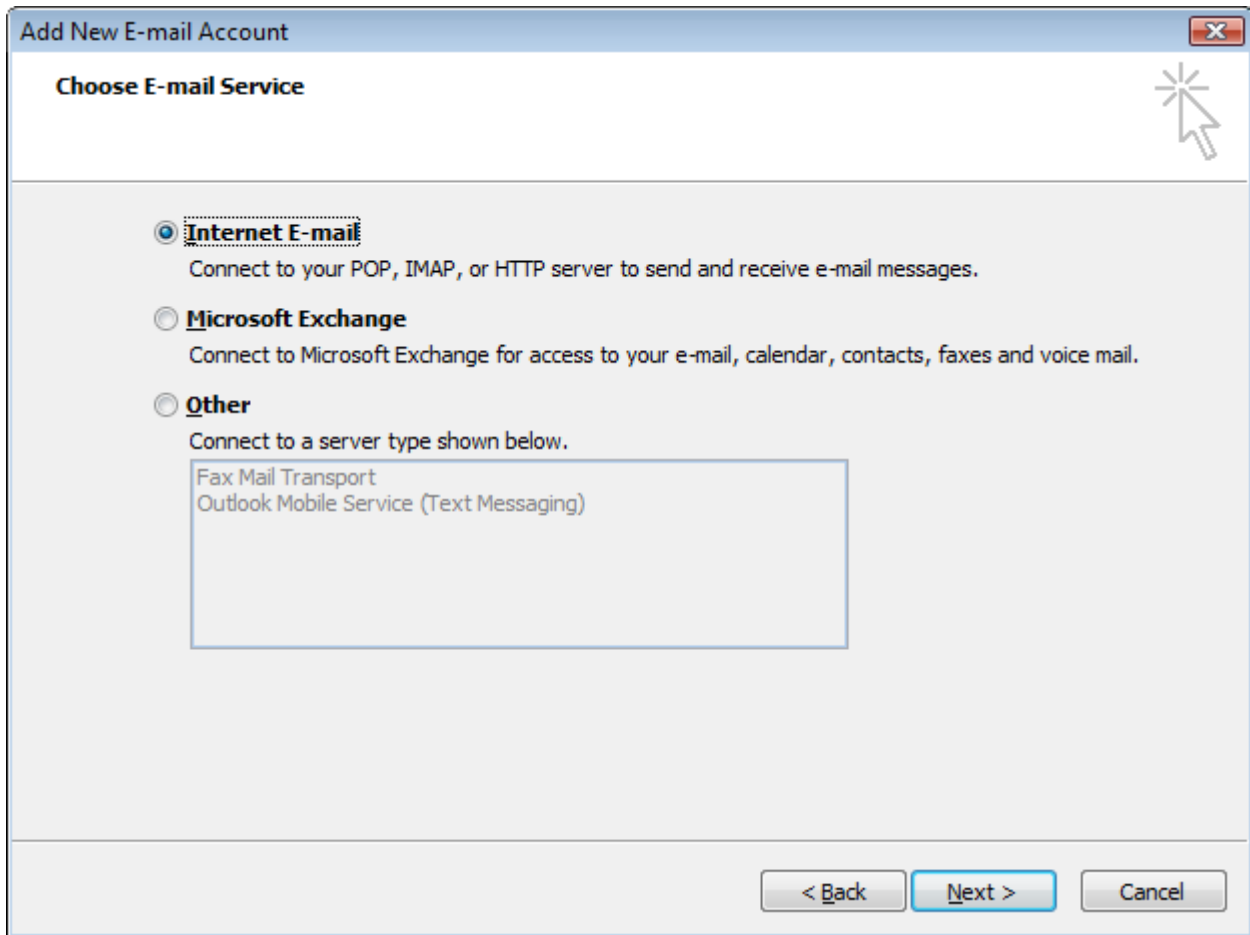 Add New E-mail Account
Choose E-mail Service
Internet E-mail
Connect to your POP, IMAP, or HTTP server to send and receive e-mail messages.
Microsoft Exchange
Connect to Microsoft Exchange for access to your e-mail, calendar, contacts, faxes and voice mail.
Other
Connect to a server type shown below.
Fax Mail Transport
Outlook Mobile Service (Text Messaging)
< Back Next > Cancel